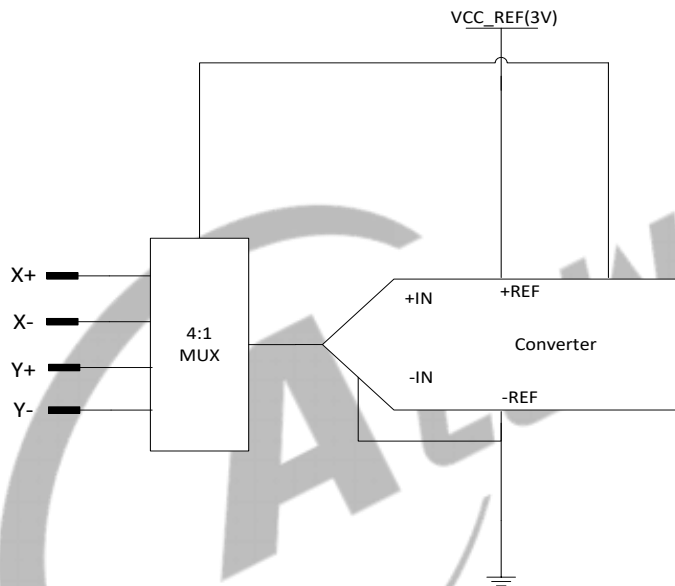 VCC_REF(3V)
X+
X-
Y+
Y-
4:1
MUX
+IN
+REF
Converter
-IN
-REF